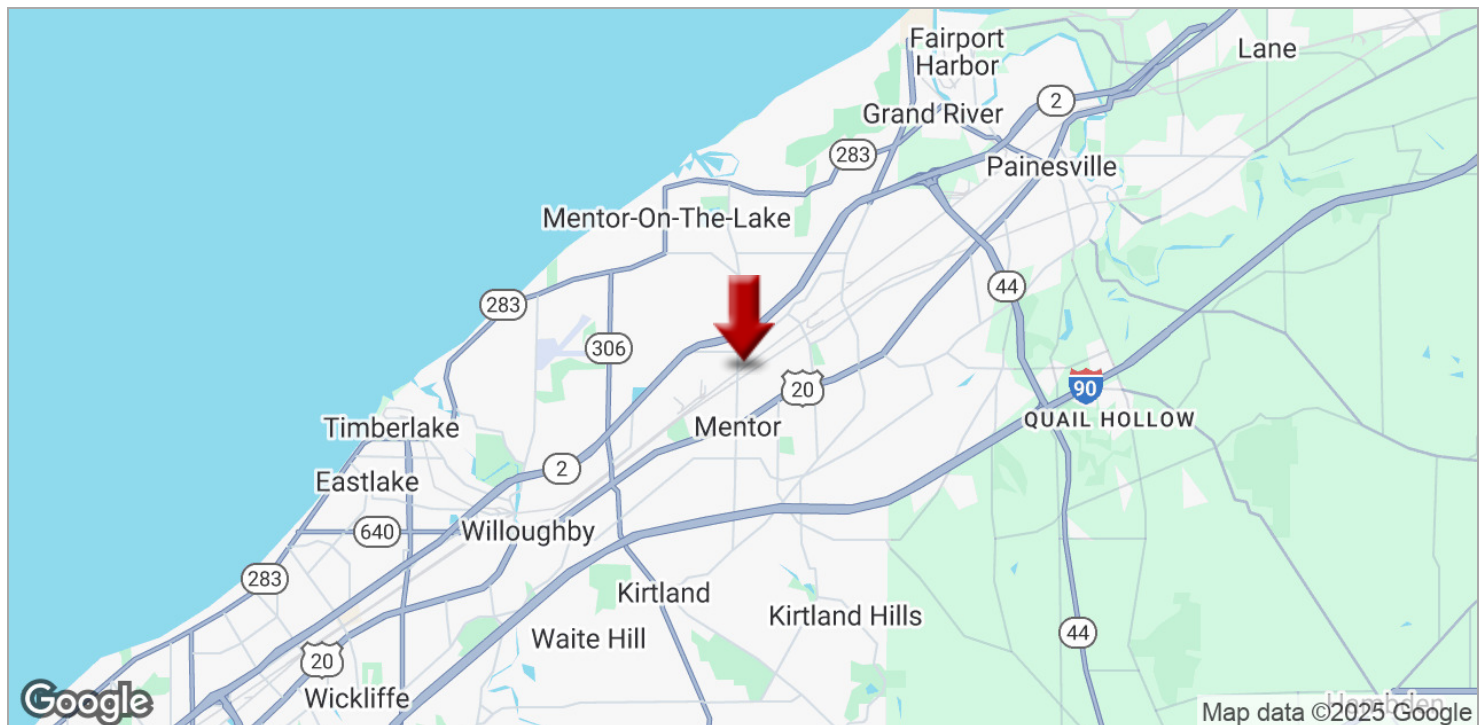 Fairport
Harbor
Lane
2
Grand River
283
Painesville
Mentor-On-The-Lake
44
283
306
20
90
QUAIL HOLLOW
Mentor
Timberlake
2
Eastlake
640
Willoughby
283
Kirtland
Kirtland Hills
Waite Hill
44
20
Wickliffe
Google
Hambden
Map data ©2025 Google